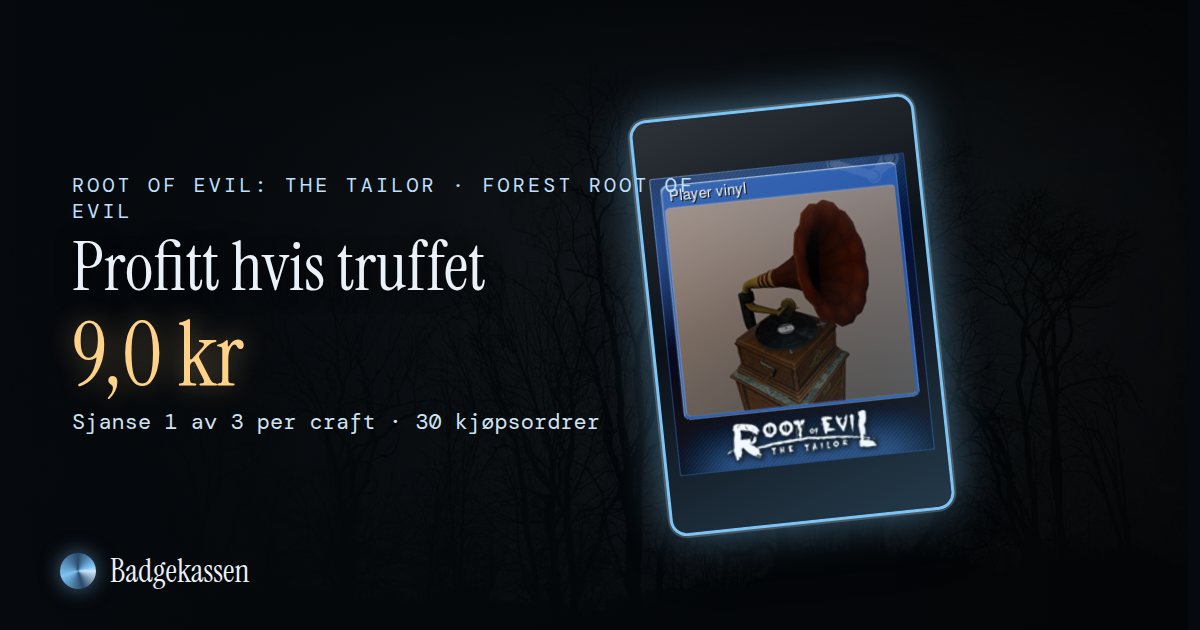 ROOT OF EVIL: THE TAILOR · FOREST ROOT OF
EVIL
Profitt hvis truffet
9,0 kr
Sjanse 1 av 3 per craft · 30 kjøpsordrer
Player vinyl
ROOT OF EVIL
THE TAILOR
Badgekassen